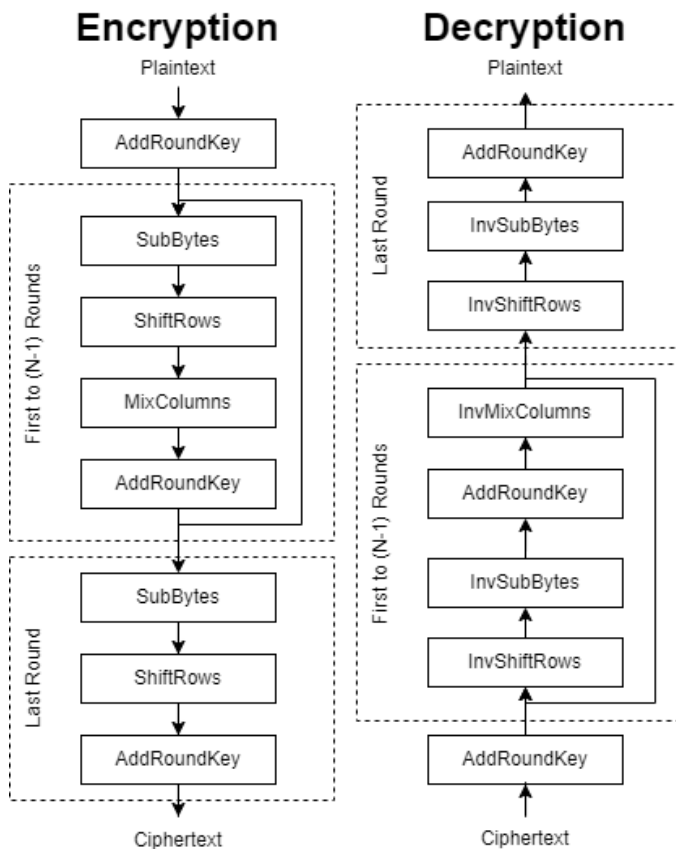 Encryption
Plaintext
AddRoundKey
First to (N-1) Rounds
SubBytes
ShiftRows
MixColumns
AddRoundKey
Last Round
SubBytes
ShiftRows
AddRoundKey
Ciphertext
Decryption
Plaintext
Last Round
AddRoundKey
InvSubBytes
InvShiftRows
First to (N-1) Rounds
InvMixColumns
AddRoundKey
InvSubBytes
InvShiftRows
AddRoundKey
Ciphertext